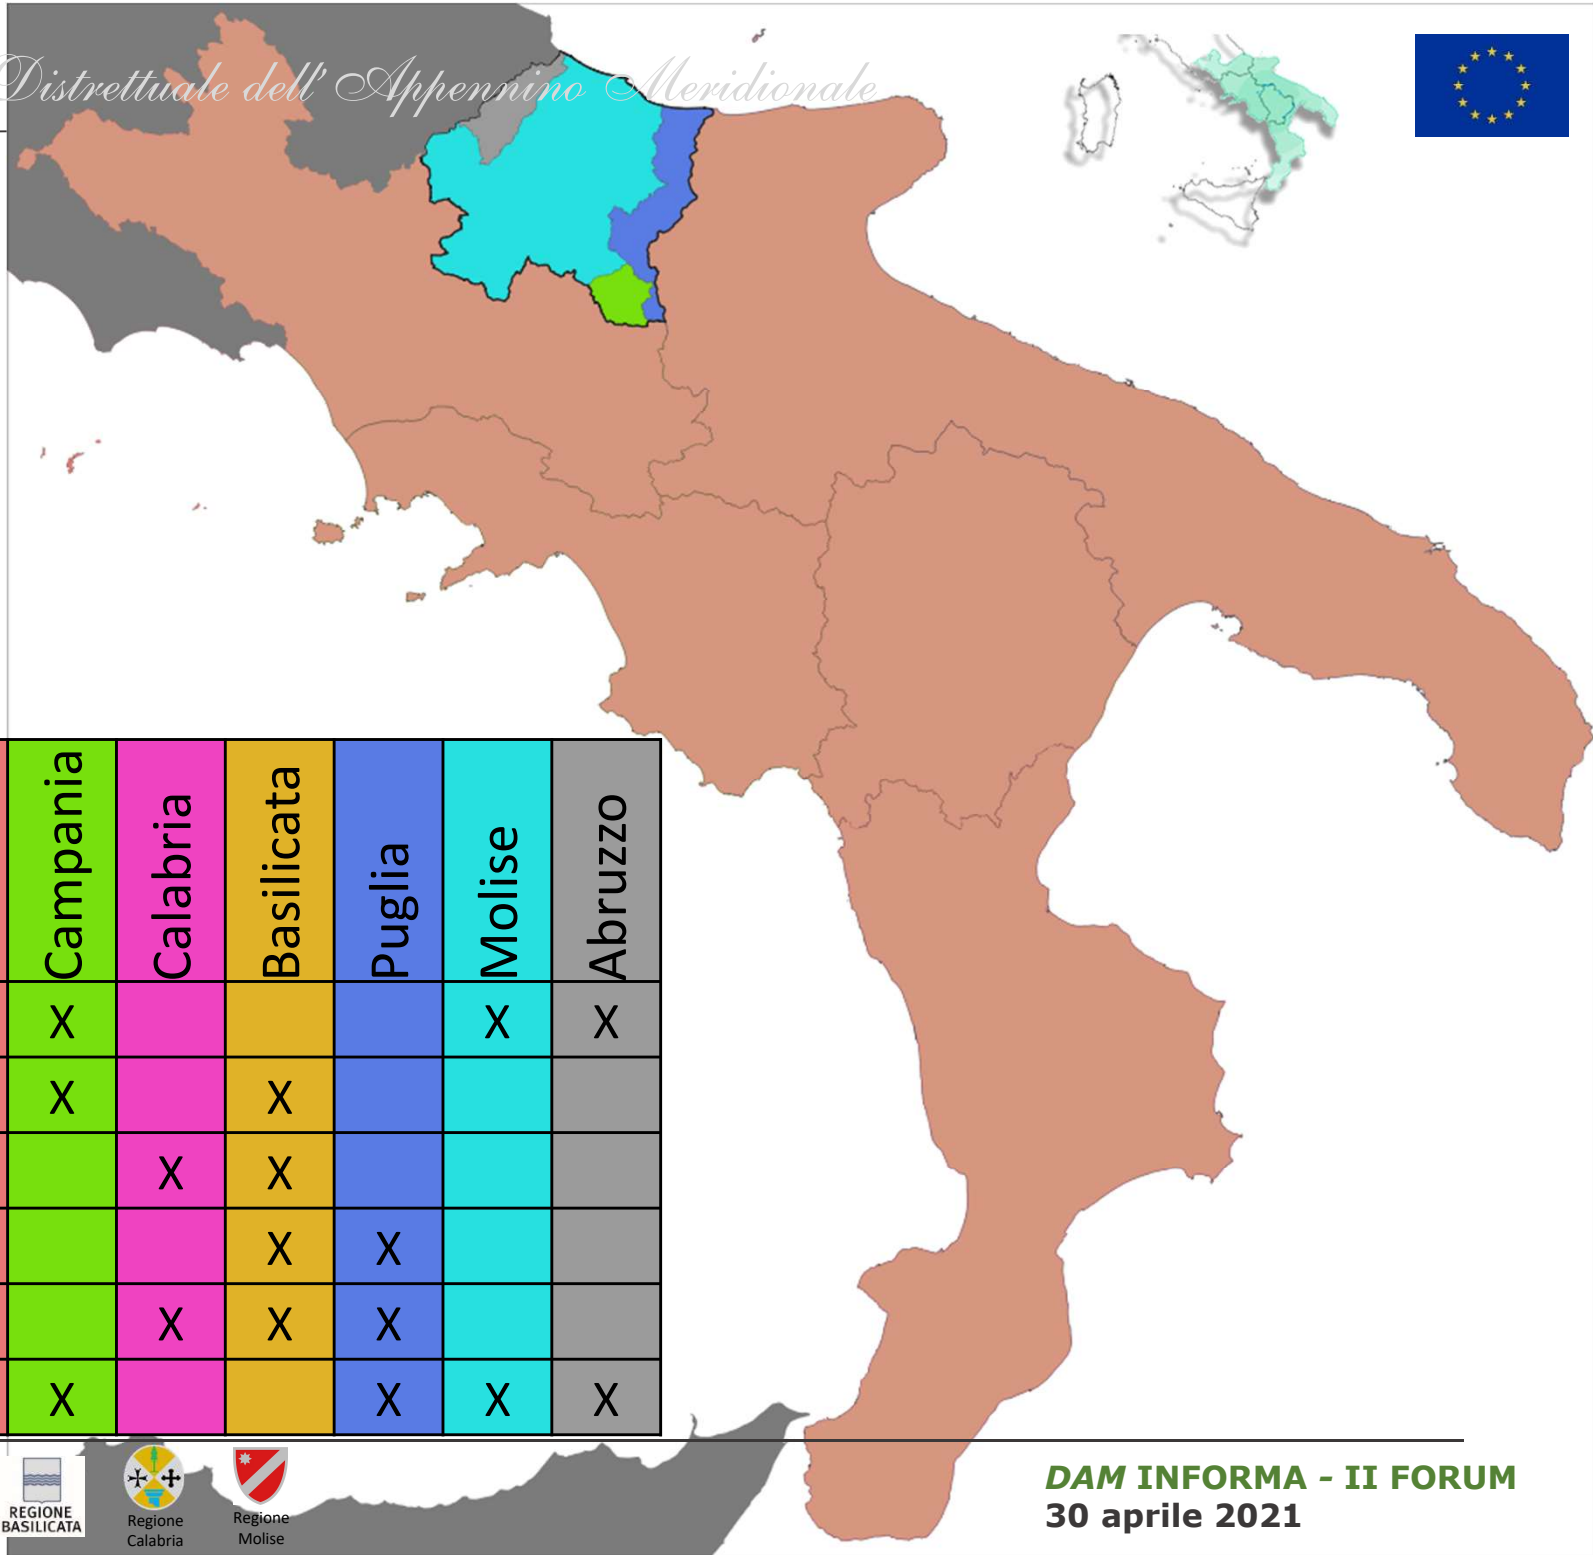 Distrettuale dell' Appennino Meridionale
Campania Calabria Basilicata Puglia Molise Abruzzo
X X X
X X
X X
X X
X X X
X X X X
REGIONE
BASILICATA
Regione
Calabria
Regione
Molise
DAM INFORMA - II FORUM
30 aprile 2021